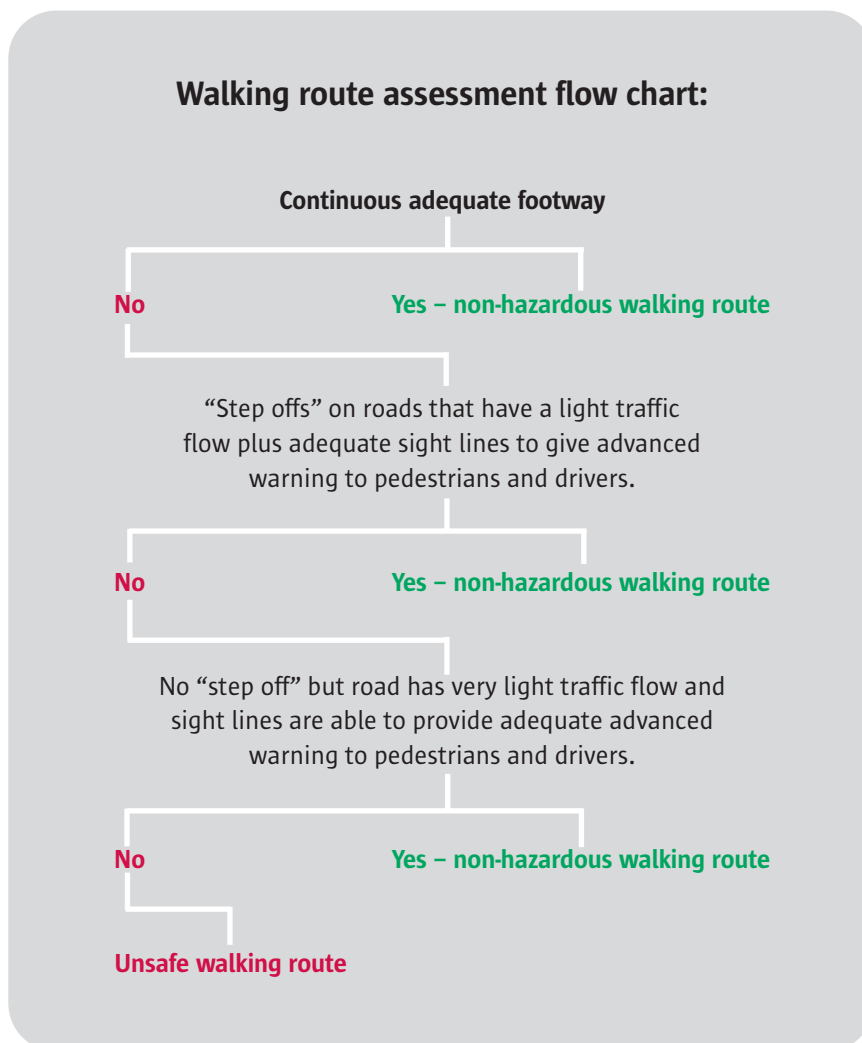 Walking route assessment flow chart:
Continuous adequate footway
No
Yes – non-hazardous walking route
“Step offs” on roads that have a light traffic
flow plus adequate sight lines to give advanced
warning to pedestrians and drivers.
No
Yes – non-hazardous walking route
No “step off” but road has very light traffic flow and
sight lines are able to provide adequate advanced
warning to pedestrians and drivers.
No
Yes – non-hazardous walking route
Unsafe walking route